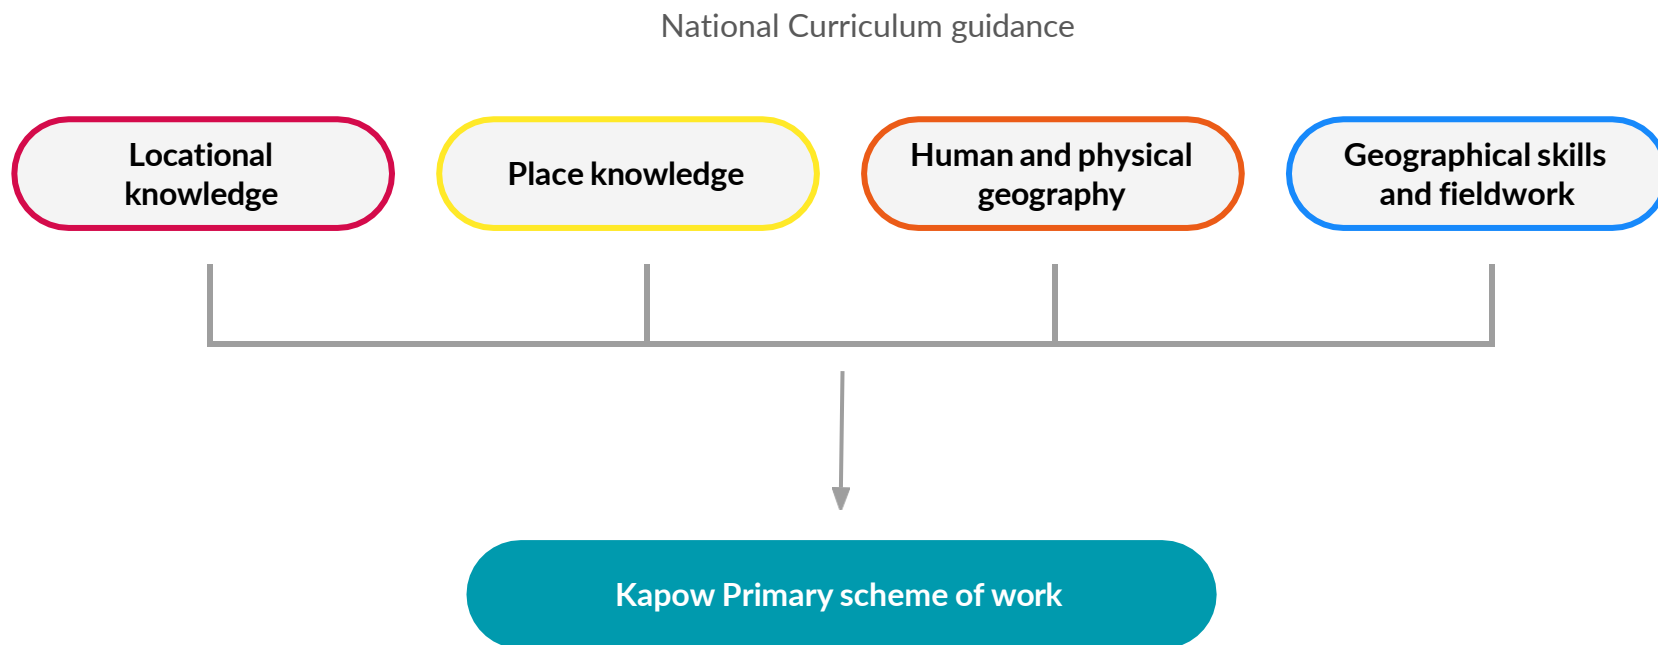 National Curriculum guidance
Locational
knowledge
Place knowledge
Human and physical
geography
Geographical skills
and fieldwork
Kapow Primary scheme of work